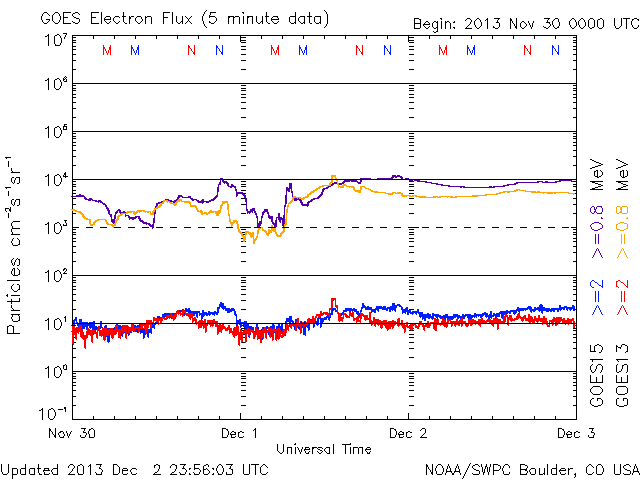 GOES Electron Flux (5 minute data)
Begin: 2013 Nov 30 0000 UTC
M M N N M M N N M M N N
10⁷
10⁶
10⁵
10⁴
10³
10²
10¹
10⁰
10⁻¹
Particles cm⁻²s⁻¹sr⁻¹
Nov 30 Dec 1 Dec 2 Dec 3
Universal Time
GOES15 >=2 >=0.8 MeV
GOES13 >=2 >=0.8 MeV
Updated 2013 Dec 2 23:56:03 UTC
NOAA/SWPC Boulder, CO USA